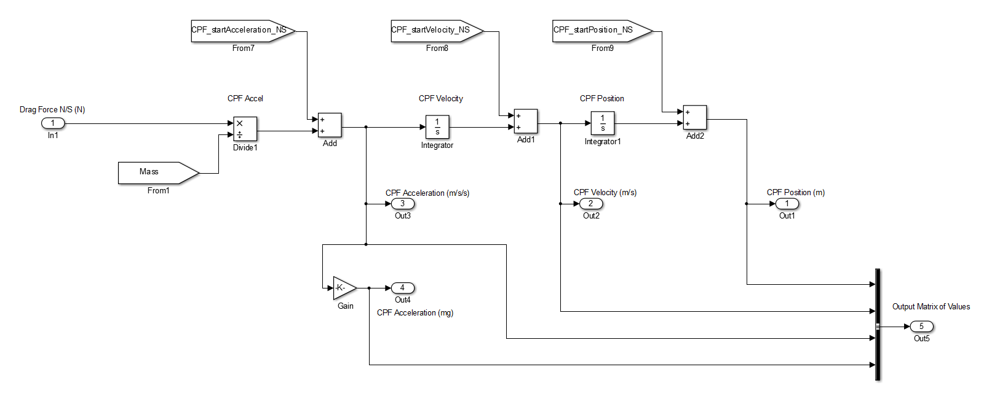 CPF_startAcceleration_NS
From7
CPF_startVelocity_NS
From8
CPF_startPosition_NS
From9
Drag Force N/S (N)
1
In1
CPF Accel
×
÷
Divide1
Mass
From1
+
+
Add
CPF Velocity
1
s
Integrator
+
+
Add1
CPF Position
1
s
Integrator1
+
+
Add2
CPF Acceleration (m/s/s)
3
Out3
CPF Velocity (m/s)
2
Out2
CPF Position (m)
1
Out1
-K-
Gain
4
Out4
CPF Acceleration (mg)
Output Matrix of Values
5
Out5